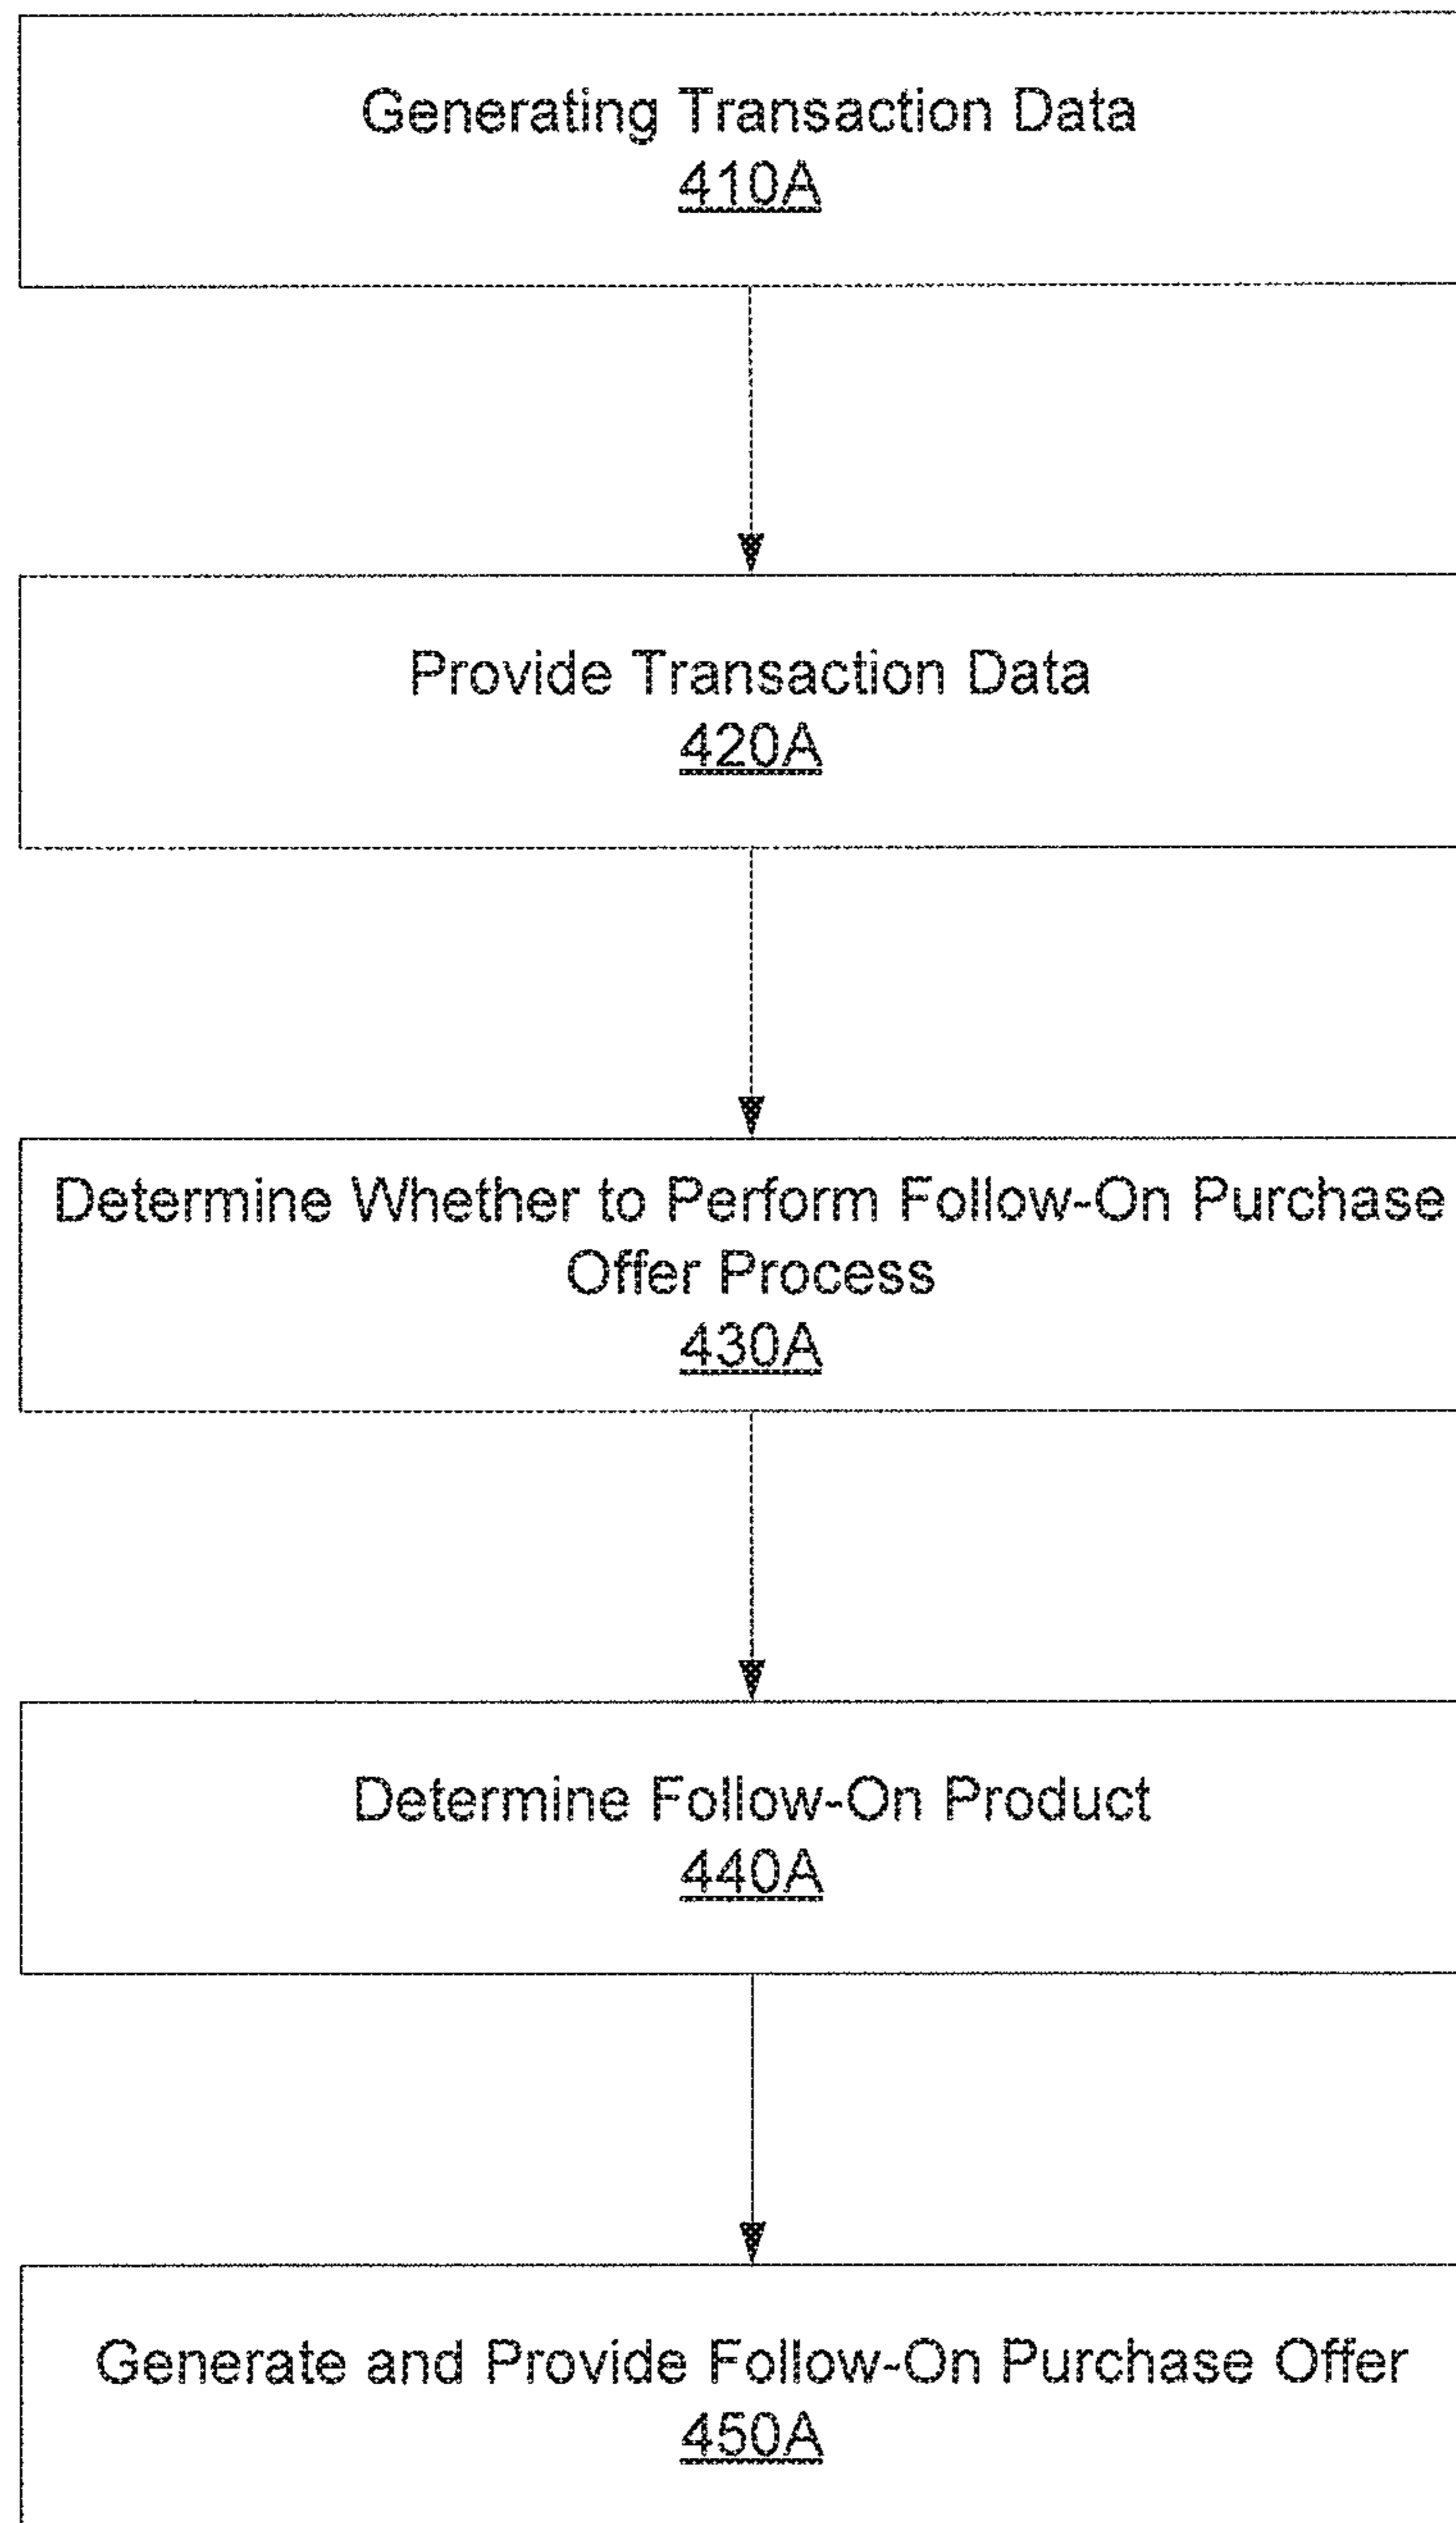 Generating Transaction Data
410A
Provide Transaction Data
420A
Determine Whether to Perform Follow-On Purchase
Offer Process
430A
Determine Follow-On Product
440A
Generate and Provide Follow-On Purchase Offer
450A